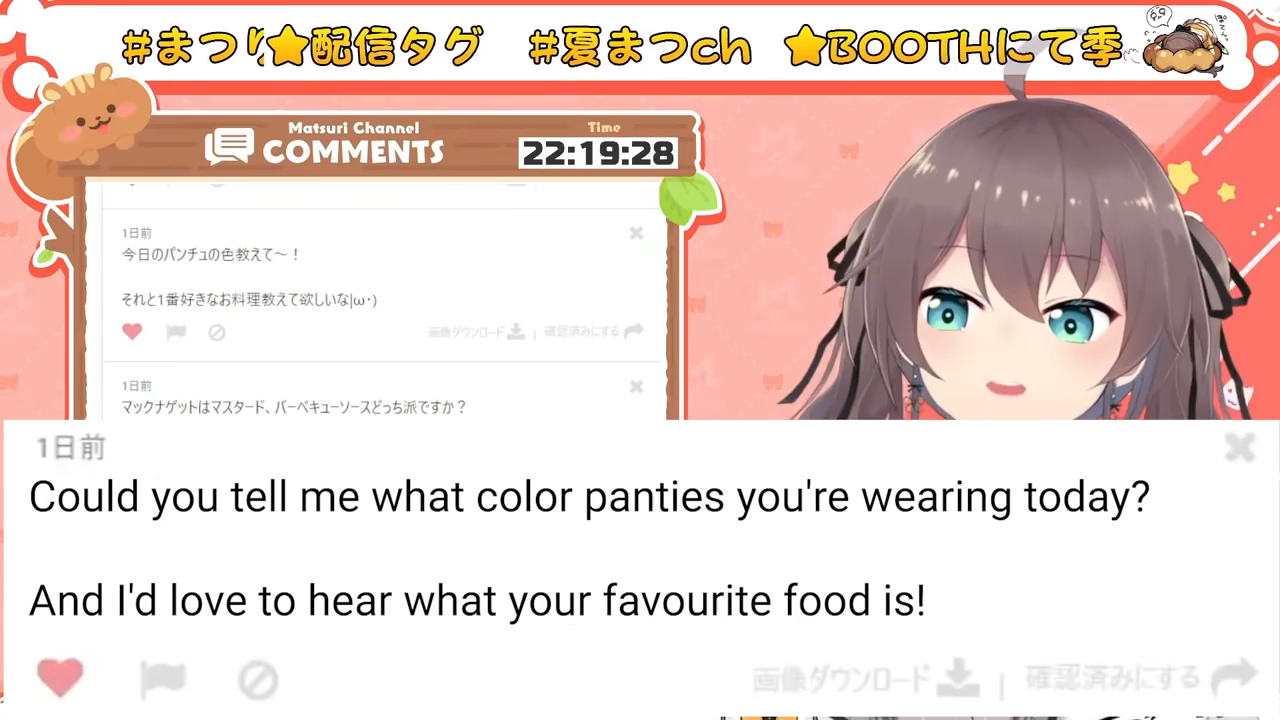 #まつり★配信タグ #夏まつch ★BOOTHにて季
Matsuri Channel
COMMENTS
Time
22:19:28
1日前
今日のパンチュの色教えて～！
それと1番好きなお料理教えて欲しいな|ω･)
画像ダウンロード | 確認済みにする
1日前
マックナゲットはマスタード、バーベキューソースどっち派ですか？
1日前
Could you tell me what color panties you're wearing today?
And I'd love to hear what your favourite food is!
画像ダウンロード | 確認済みにする